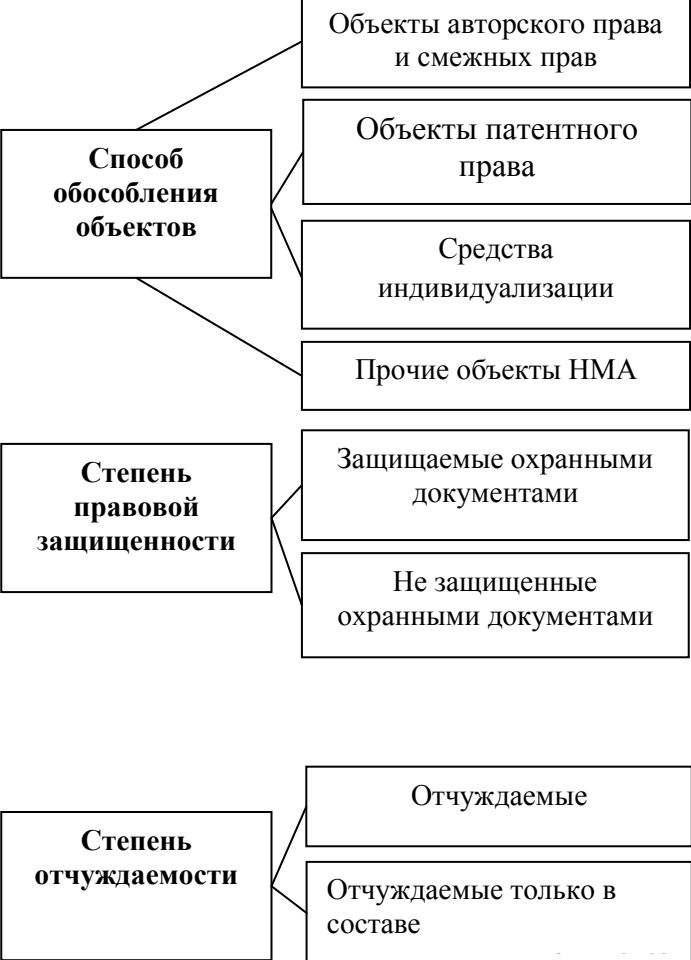 Объекты авторского права
и смежных прав
Способ
обособления
объектов
Объекты патентного
права
Средства
индивидуализации
Прочие объекты НМА
Степень
правовой
защищенности
Защищаемые охранными
документами
Не защищенные
охранными документами
Степень
отчуждаемости
Отчуждаемые
Отчуждаемые только в
составе